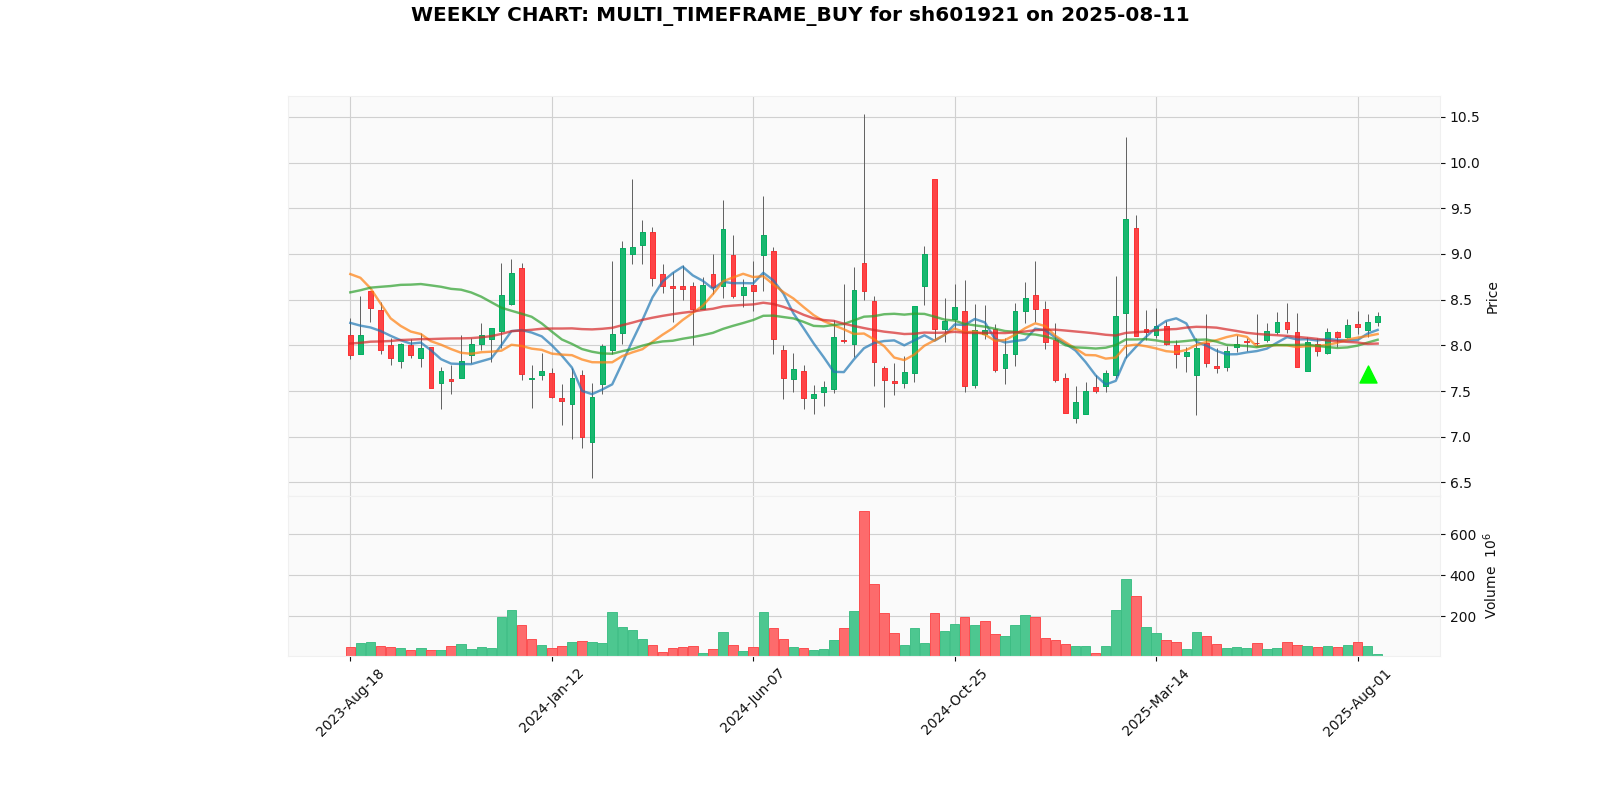 WEEKLY CHART: MULTI_TIMEFRAME_BUY for sh601921 on 2025-08-11
10.5
10.0
9.5
9.0
8.5
8.0
7.5
7.0
6.5
Price
600
400
200
Volume 10⁶
2023-Aug-18
2024-Jan-12
2024-Jun-07
2024-Oct-25
2025-Mar-14
2025-Aug-01